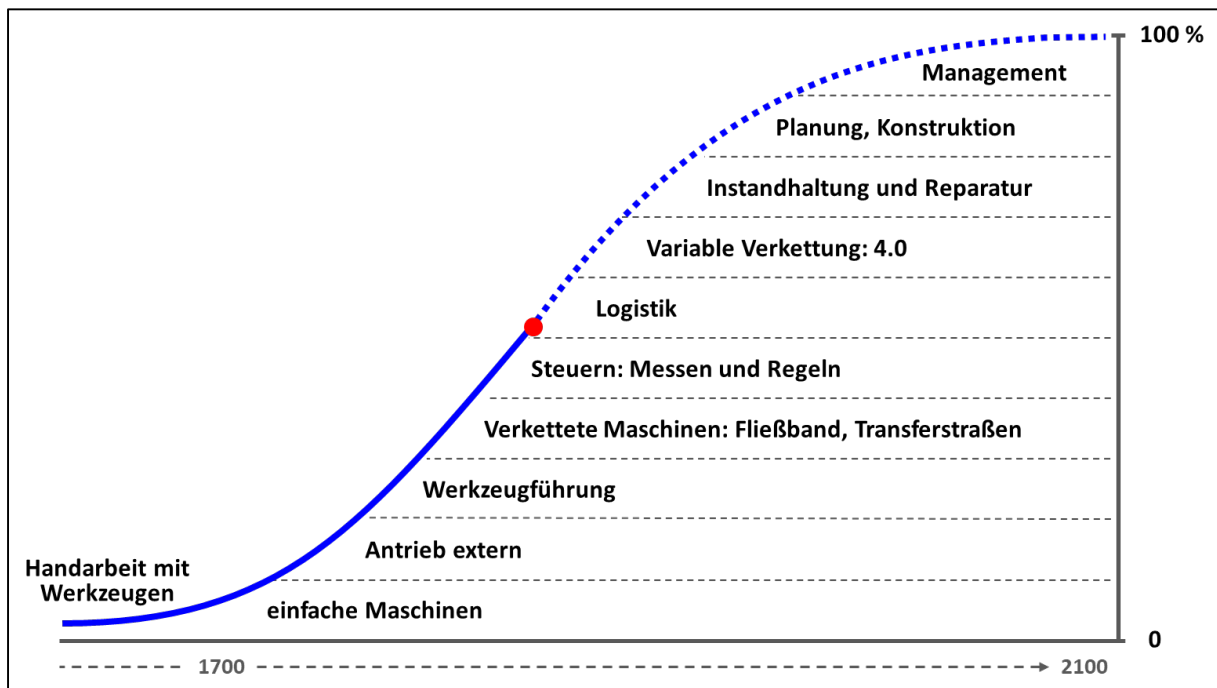 100 %
Management
Planung, Konstruktion
Instandhaltung und Reparatur
Variable Verkettung: 4.0
Logistik
Steuern: Messen und Regeln
Verkettete Maschinen: Fließband, Transferstraßen
Werkzeugführung
Antrieb extern
Handarbeit mit
Werkzeugen
einfache Maschinen
0
1700
2100